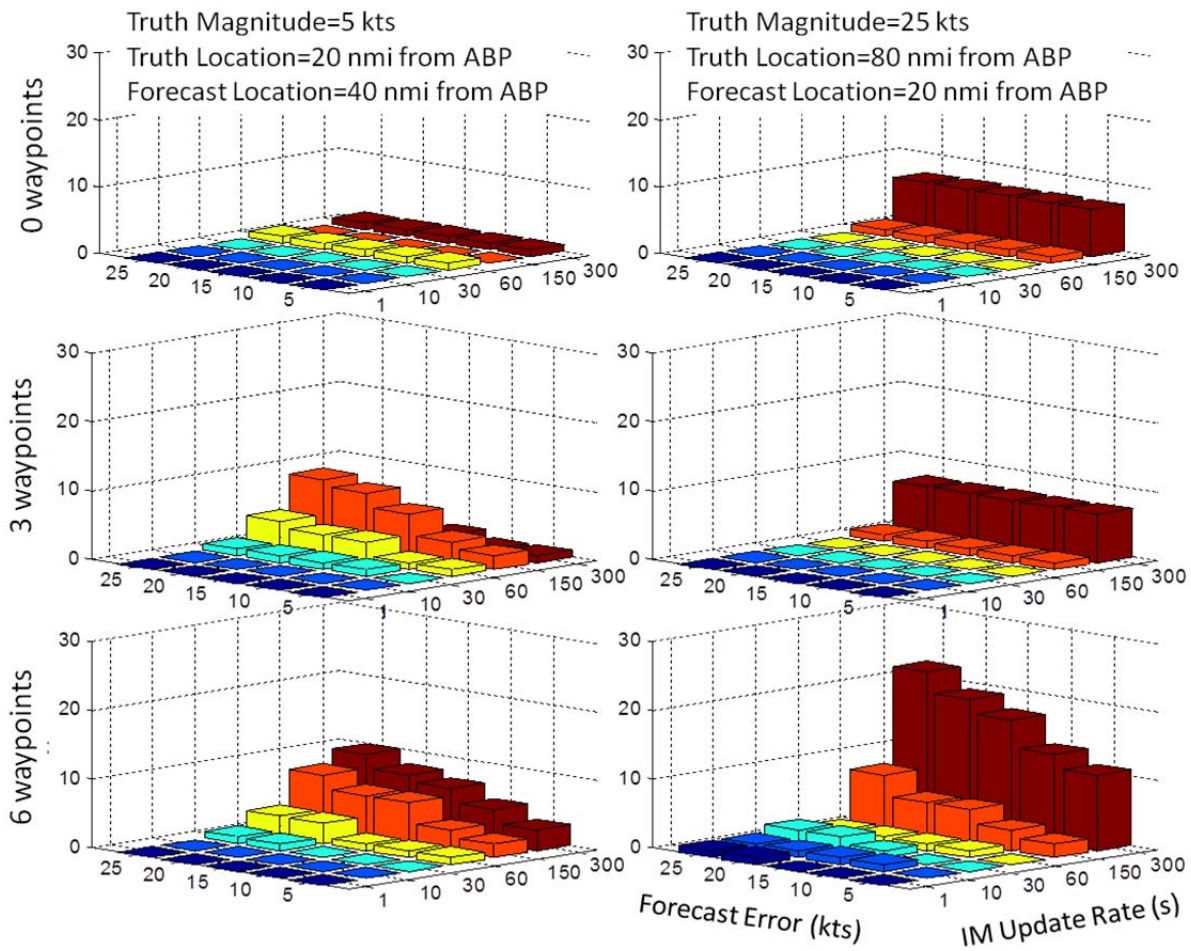 Truth Magnitude=5 kts
Truth Location=20 nmi from ABP
Forecast Location=40 nmi from ABP
Truth Magnitude=25 kts
Truth Location=80 nmi from ABP
Forecast Location=20 nmi from ABP
0 waypoints
30
20
10
0
25 20 15 10 5
1 10 30 60 150 300
30
20
10
0
25 20 15 10 5
1 10 30 60 150 300
3 waypoints
30
20
10
0
25 20 15 10 5
1 10 30 60 150 300
30
20
10
0
25 20 15 10 5
1 10 30 60 150 300
6 waypoints
30
20
10
0
25 20 15 10 5
1 10 30 60 150 300
30
20
10
0
25 20 15 10 5
1 10 30 60 150 300
Forecast Error (kts)
IM Update Rate (s)